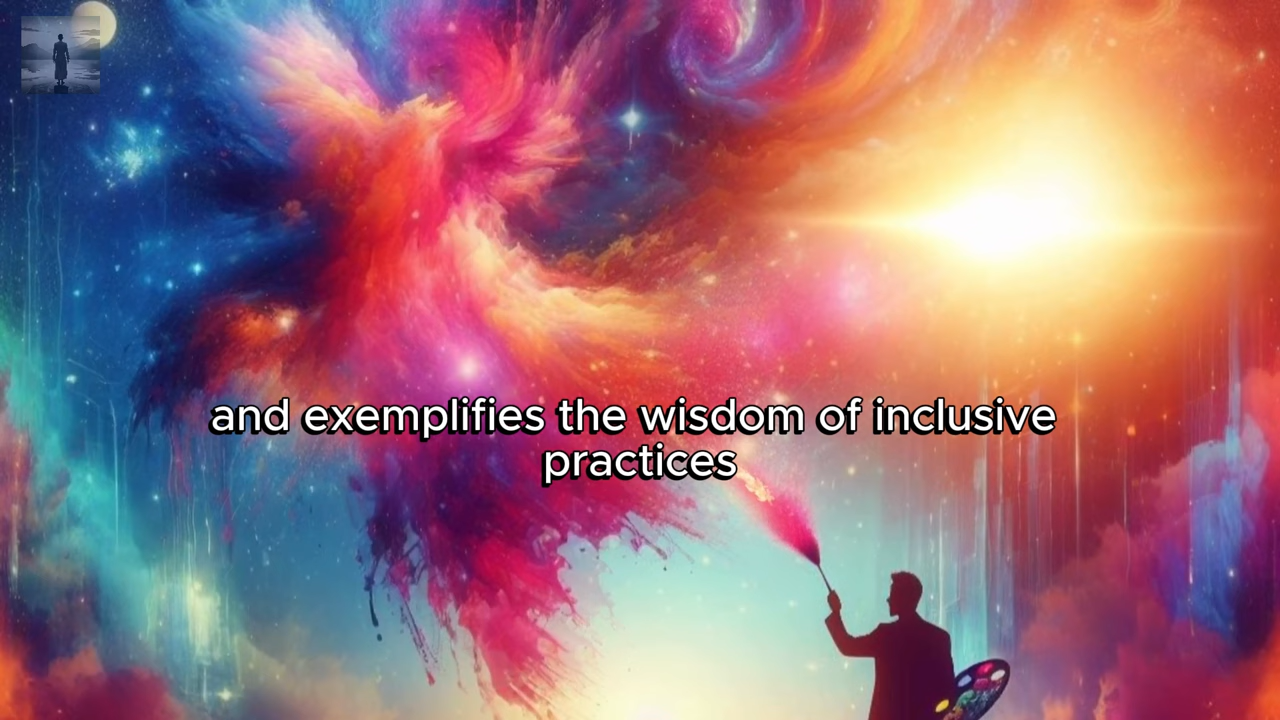 and exemplifies the wisdom of inclusive
practices